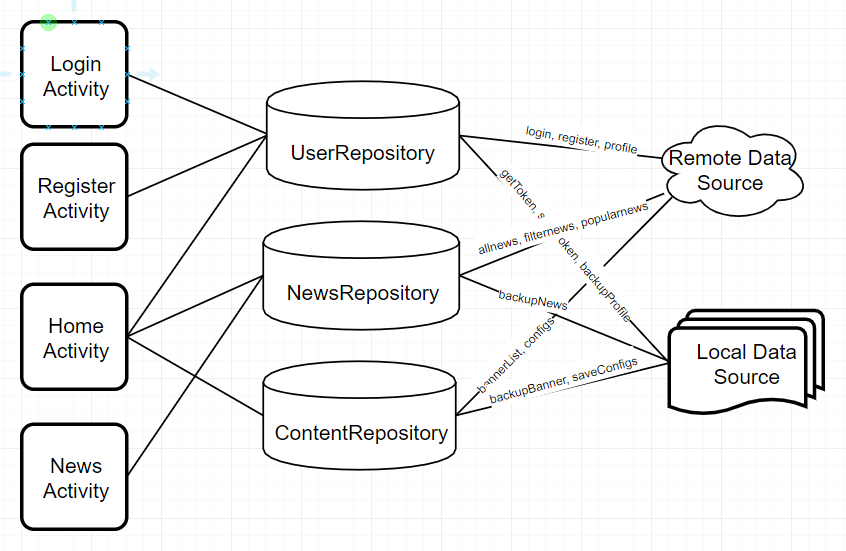 Login
Activity
Register
Activity
Home
Activity
News
Activity
UserRepository
NewsRepository
ContentRepository
login, register, profile
getToken, s
oken, backupProfile
allnews, filternews, popularnews
backupNews
bannerList, configs
backupBanner, saveConfigs
Remote Data
Source
Local Data
Source